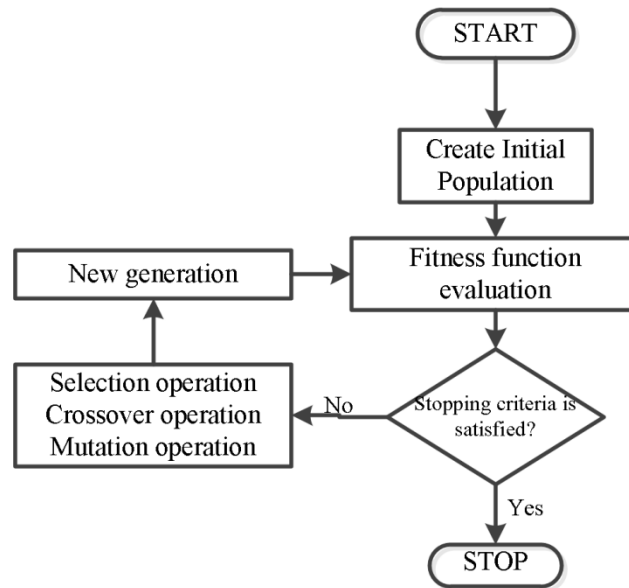 START
Create Initial
Population
New generation
Fitness function
evaluation
Selection operation
Crossover operation
Mutation operation
No
Stopping criteria is
satisfied?
Yes
STOP